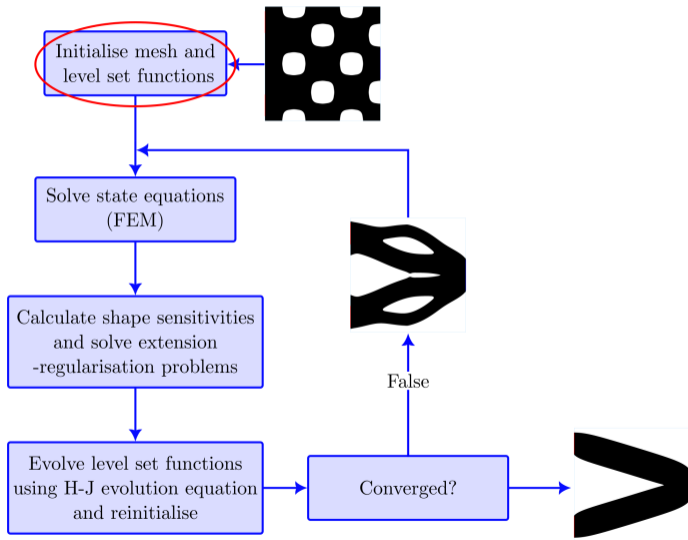 Initialise mesh and
level set functions
Solve state equations
(FEM)
Calculate shape sensitivities
and solve extension
-regularisation problems
False
Evolve level set functions
using H-J evolution equation
and reinitialise
Converged?